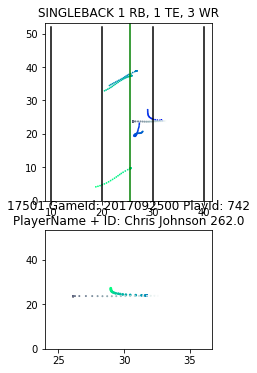 SINGLEBACK 1 RB, 1 TE, 3 WR
50
40
30
20
10
0
10 20 30 40
17501 GameId: 2017092500 PlayId: 742
PlayerName + ID: Chris Johnson 262.0
40
20
0
25 30 35